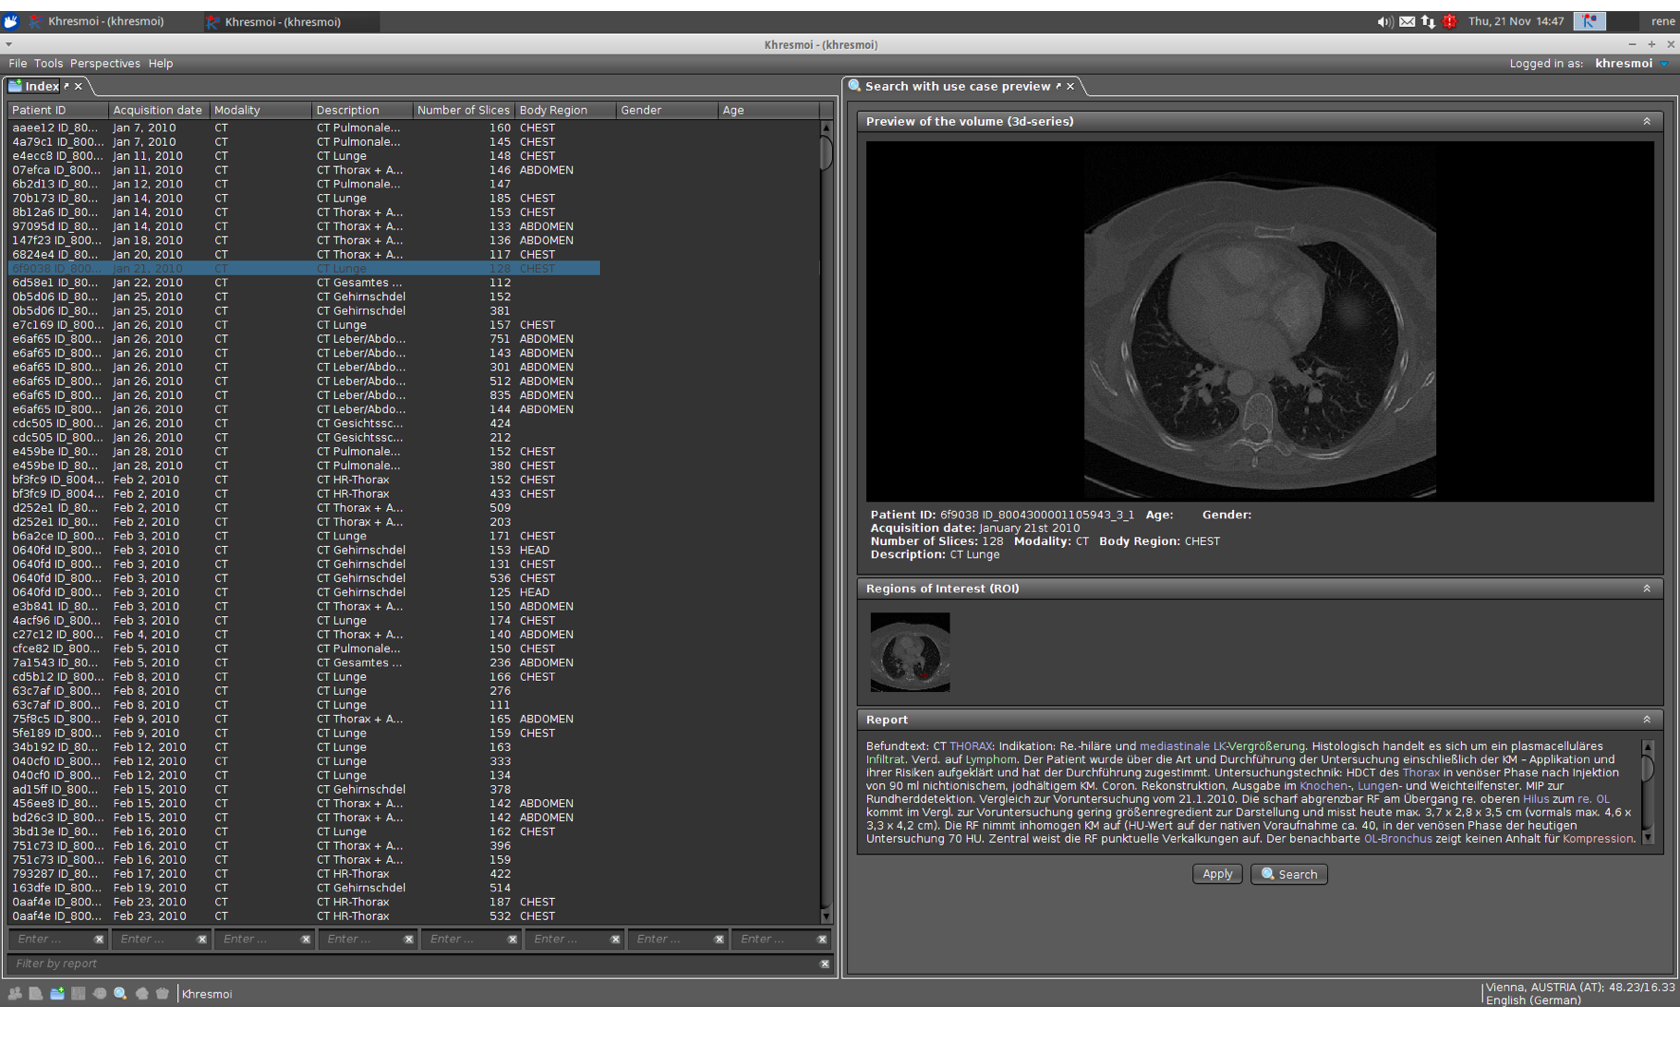 Khresmoi - (khresmoi) Khresmoi - (khresmoi) Thu, 21 Nov 14:47 rene
Khresmoi - (khresmoi)
File Tools Perspectives Help Logged in as: khresmoi
Index
Patient ID Acquisition date Modality Description Number of Slices Body Region Gender Age
aaee12 ID_80... Jan 7, 2010 CT CT Pulmonale... 160 CHEST
4a79c1 ID_800... Jan 7, 2010 CT CT Pulmonale... 145 CHEST
e4ecc8 ID_800... Jan 11, 2010 CT CT Lunge 148 CHEST
07efca ID_800... Jan 11, 2010 CT CT Thorax + A... 146 ABDOMEN
6b2d13 ID_80... Jan 12, 2010 CT CT Pulmonale... 147
70b173 ID_80... Jan 14, 2010 CT CT Lunge 185 CHEST
8b12a6 ID_80... Jan 14, 2010 CT CT Thorax + A... 153 CHEST
97095d ID_80... Jan 14, 2010 CT CT Thorax + A... 133 ABDOMEN
147f23 ID_800... Jan 18, 2010 CT CT Thorax + A... 136 ABDOMEN
6824e4 ID_80... Jan 20, 2010 CT CT Thorax + A... 117 CHEST
6f9038 ID_800... Jan 21, 2010 CT CT Lunge 128 CHEST
6d58e1 ID_80... Jan 22, 2010 CT CT Gesamtes ... 112
0b5d06 ID_80... Jan 25, 2010 CT CT Gehirnschdel 152
0b5d06 ID_80... Jan 25, 2010 CT CT Gehirnschdel 381
e7c169 ID_800... Jan 26, 2010 CT CT Lunge 157 CHEST
e6af65 ID_800... Jan 26, 2010 CT CT Leber/Abdo... 751 ABDOMEN
e6af65 ID_800... Jan 26, 2010 CT CT Leber/Abdo... 143 ABDOMEN
e6af65 ID_800... Jan 26, 2010 CT CT Leber/Abdo... 301 ABDOMEN
e6af65 ID_800... Jan 26, 2010 CT CT Leber/Abdo... 512 ABDOMEN
e6af65 ID_800... Jan 26, 2010 CT CT Leber/Abdo... 835 ABDOMEN
e6af65 ID_800... Jan 26, 2010 CT CT Leber/Abdo... 144 ABDOMEN
cdc505 ID_800... Jan 26, 2010 CT CT Gesichtssc... 424
cdc505 ID_800... Jan 26, 2010 CT CT Gesichtssc... 212
e459be ID_80... Jan 28, 2010 CT CT Pulmonale... 152 CHEST
e459be ID_80... Jan 28, 2010 CT CT Pulmonale... 380 CHEST
bf3fc9 ID_8004... Feb 2, 2010 CT CT HR-Thorax 152 CHEST
bf3fc9 ID_8004... Feb 2, 2010 CT CT HR-Thorax 433 CHEST
d252e1 ID_80... Feb 2, 2010 CT CT Thorax + A... 509
d252e1 ID_80... Feb 2, 2010 CT CT Thorax + A... 203
b6a2ce ID_80... Feb 3, 2010 CT CT Lunge 171 CHEST
0640fd ID_800... Feb 3, 2010 CT CT Gehirnschdel 153 HEAD
0640fd ID_800... Feb 3, 2010 CT CT Gehirnschdel 131 CHEST
0640fd ID_800... Feb 3, 2010 CT CT Gehirnschdel 536 CHEST
0640fd ID_800... Feb 3, 2010 CT CT Gehirnschdel 125 HEAD
e3b841 ID_80... Feb 3, 2010 CT CT Thorax + A... 150 ABDOMEN
4acf96 ID_800... Feb 3, 2010 CT CT Lunge 174 CHEST
c27c12 ID_800... Feb 4, 2010 CT CT Thorax + A... 140 ABDOMEN
cfce82 ID_800... Feb 5, 2010 CT CT Pulmonale... 150 CHEST
7a1543 ID_80... Feb 5, 2010 CT CT Gesamtes ... 236 ABDOMEN
cd5b12 ID_800... Feb 8, 2010 CT CT Lunge 166 CHEST
63c7af ID_800... Feb 8, 2010 CT CT Lunge 276
63c7af ID_800... Feb 8, 2010 CT CT Lunge 111
75f8c5 ID_800... Feb 9, 2010 CT CT Thorax + A... 165 ABDOMEN
5fe189 ID_800... Feb 9, 2010 CT CT Lunge 159 CHEST
34b192 ID_80... Feb 12, 2010 CT CT Lunge 163
040cf0 ID_800... Feb 12, 2010 CT CT Lunge 333
040cf0 ID_800... Feb 12, 2010 CT CT Lunge 134
ad15ff ID_800... Feb 15, 2010 CT CT Gehirnschdel 378
456ee8 ID_80... Feb 15, 2010 CT CT Thorax + A... 142 ABDOMEN
bd26c3 ID_80... Feb 15, 2010 CT CT Thorax + A... 142 ABDOMEN
3bd13e ID_80... Feb 16, 2010 CT CT Lunge 162 CHEST
751c73 ID_800... Feb 16, 2010 CT CT Thorax + A... 396
751c73 ID_800... Feb 16, 2010 CT CT Thorax + A... 159
793287 ID_800... Feb 17, 2010 CT CT HR-Thorax 422
163dfe ID_800... Feb 19, 2010 CT CT Gehirnschdel 514
0aaf4e ID_800... Feb 23, 2010 CT CT HR-Thorax 187 CHEST
0aaf4e ID_800... Feb 23, 2010 CT CT HR-Thorax 532 CHEST
Enter ... Enter ... Enter ... Enter ... Enter ... Enter ... Enter ... Enter ...
Filter by report
Search with use case preview
Preview of the volume (3d-series)
Patient ID: 6f9038 ID_8004300001105943_3_1 Age: Gender:
Acquisition date: January 21st 2010
Number of Slices: 128 Modality: CT Body Region: CHEST
Description: CT Lunge
Regions of Interest (ROI)
Report
Befundtext: CT THORAX: Indikation: Re.-hiläre und mediastinale LK-Vergrößerung. Histologisch handelt es sich um ein plasmacelluläres
Infiltrat. Verd. auf Lymphom. Der Patient wurde über die Art und Durchführung der Untersuchung einschließlich der KM – Applikation und
ihrer Risiken aufgeklärt und hat der Durchführung zugestimmt. Untersuchungstechnik: HDCT des Thorax in venöser Phase nach Injektion
von 90 ml nichtionischem, jodhältigem KM. Coron. Rekonstruktion, Ausgabe im Knochen-, Lungen- und Weichteilfenster. MIP zur
Rundherddetektion. Vergleich zur Voruntersuchung vom 21.1.2010. Die scharf abgrenzbar RF am Übergang re. oberen Hilus zum re. OL
kommt im Vergl. zur Voruntersuchung gering größenregredient zur Darstellung und misst heute max. 3,7 x 2,8 x 3,5 cm (vormals max. 4,6 x
3,3 x 4,2 cm). Die RF nimmt inhomogen KM auf (HU-Wert auf der nativen Voraufnahme ca. 40, in der venösen Phase der heutigen
Untersuchung 70 HU. Zentral weist die RF punktuelle Verkalkungen auf. Der benachbarte OL-Bronchus zeigt keinen Anhalt für Kompression.
Apply Search
Khresmoi
Vienna, AUSTRIA (AT); 48.23/16.33
English (German)